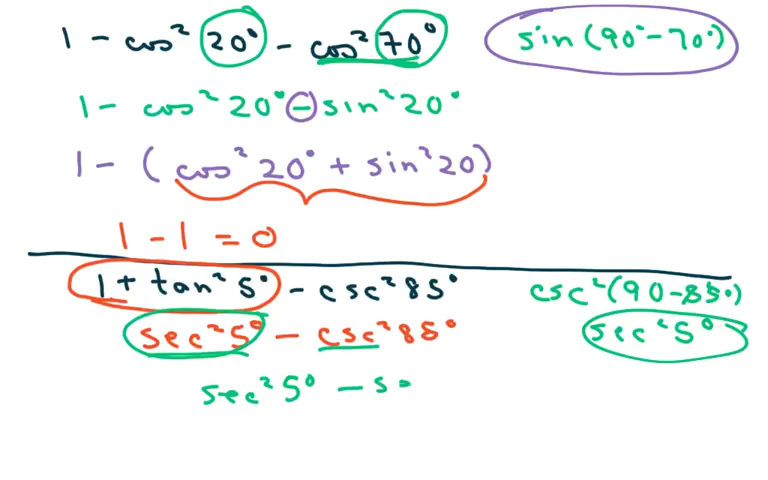 1 - cos² 20° - cos² 70° sin(90° - 70°)
1 - cos² 20° - sin² 20°
1 - (cos² 20° + sin² 20)
1 - 1 = 0
1 + tan² 5° - csc² 85° csc²(90 - 85°)
sec² 5° - csc² 85° sec² 5°
sec² 5° - s